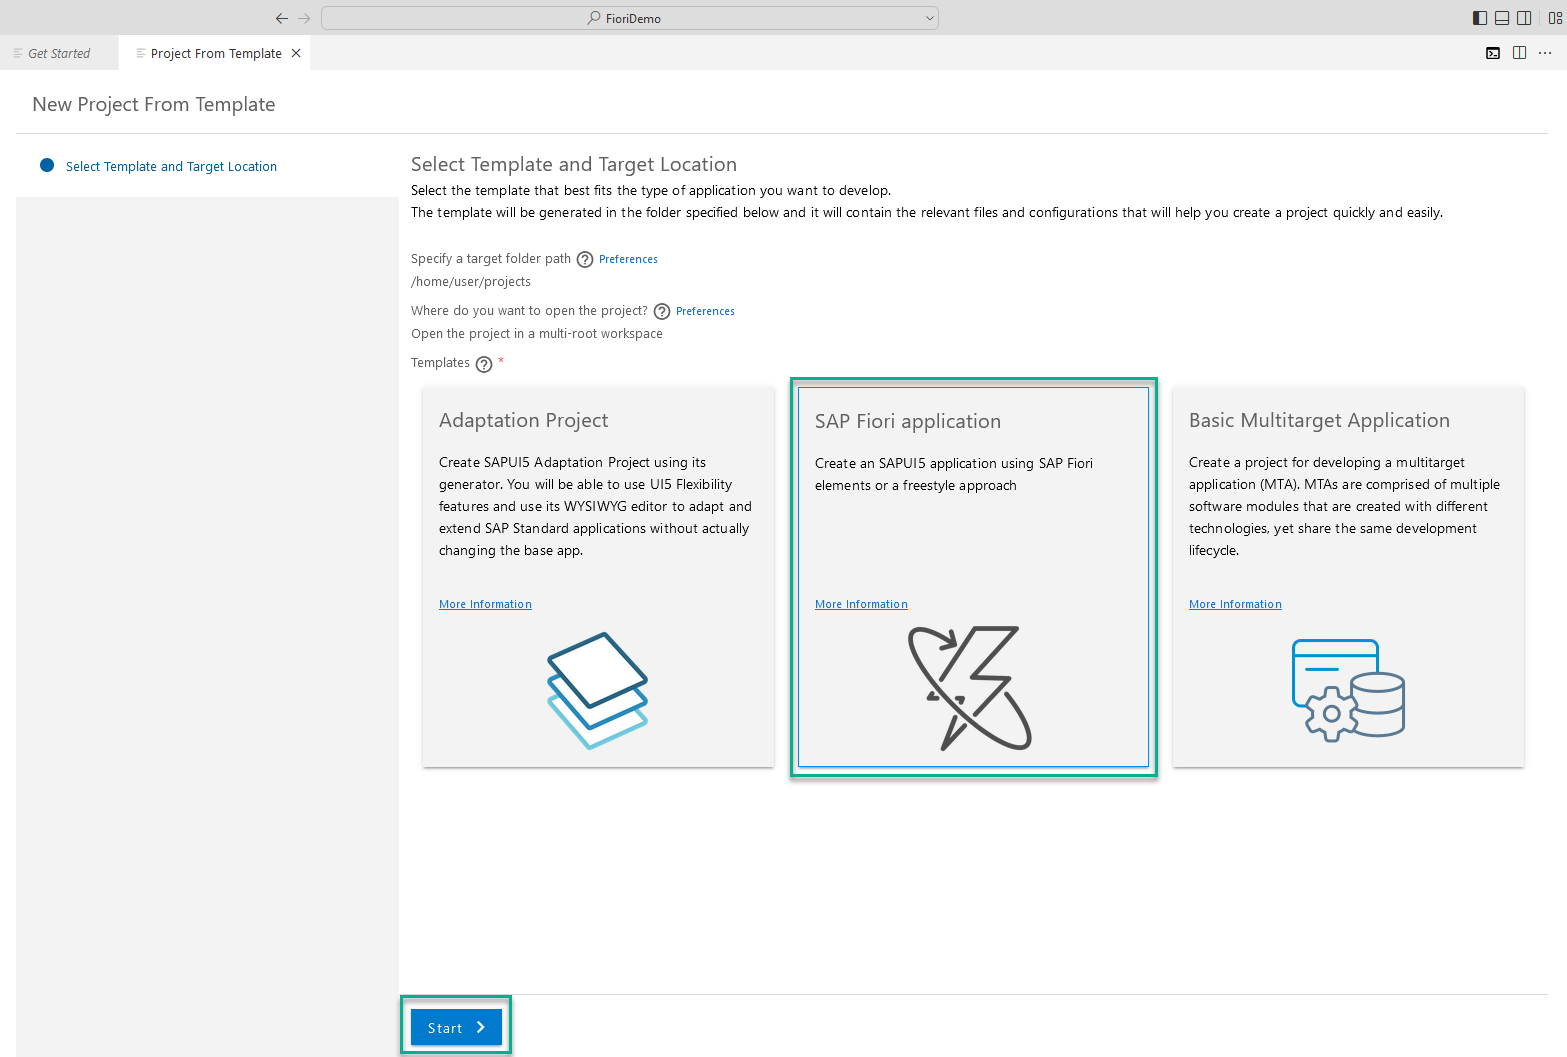 FioriDemo
Get Started
Project From Template
New Project From Template
Select Template and Target Location
Select Template and Target Location
Select the template that best fits the type of application you want to develop.
The template will be generated in the folder specified below and it will contain the relevant files and configurations that will help you create a project quickly and easily.
Specify a target folder path ? Preferences
/home/user/projects
Where do you want to open the project? ? Preferences
Open the project in a multi-root workspace
Templates ? *
Adaptation Project
Create SAPUI5 Adaptation Project using its
generator. You will be able to use UI5 Flexibility
features and use its WYSIWYG editor to adapt and
extend SAP Standard applications without actually
changing the base app.
More Information
SAP Fiori application
Create an SAPUI5 application using SAP Fiori
elements or a freestyle approach
More Information
Basic Multitarget Application
Create a project for developing a multitarget
application (MTA). MTAs are comprised of multiple
software modules that are created with different
technologies, yet share the same development
lifecycle.
More Information
Start